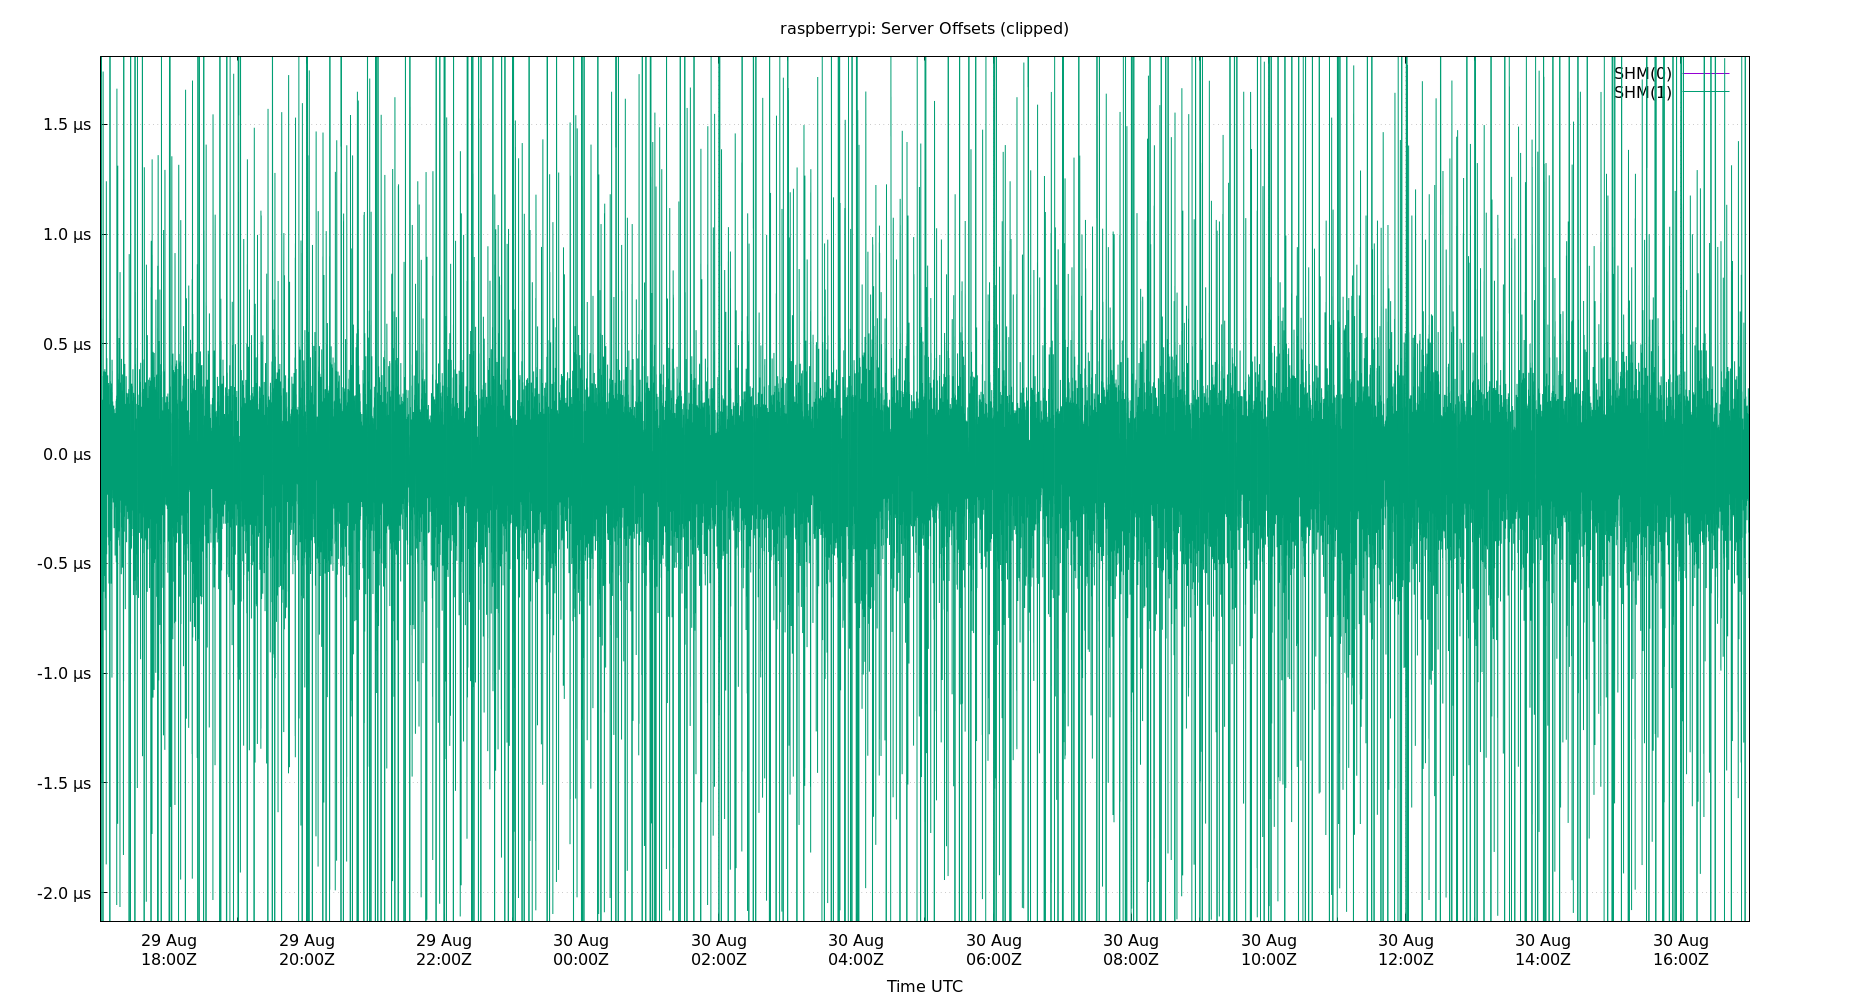 raspberrypi: Server Offsets (clipped)
SHM(0)
SHM(1)
1.5 µs
1.0 µs
0.5 µs
0.0 µs
-0.5 µs
-1.0 µs
-1.5 µs
-2.0 µs
29 Aug 29 Aug 29 Aug 30 Aug 30 Aug 30 Aug 30 Aug 30 Aug 30 Aug 30 Aug 30 Aug 30 Aug
18:00Z 20:00Z 22:00Z 00:00Z 02:00Z 04:00Z 06:00Z 08:00Z 10:00Z 12:00Z 14:00Z 16:00Z
Time UTC